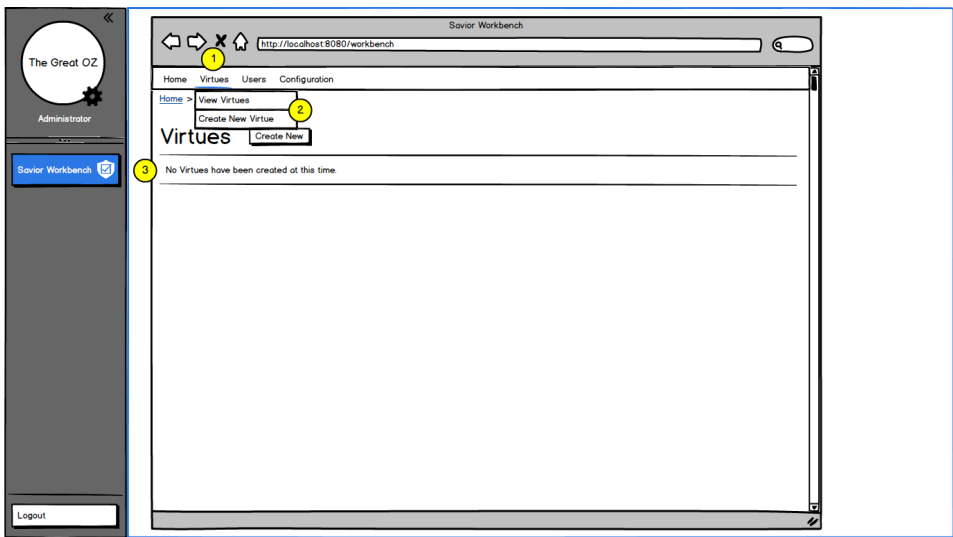 The Great OZ
Administrator
Savior Workbench
Logout
Savior Workbench
http://localhost:8080/workbench
1
Home Virtues Users Configuration
Home >
View Virtues
2
Create New Virtue
Virtues
Create New
3
No Virtues have been created at this time.